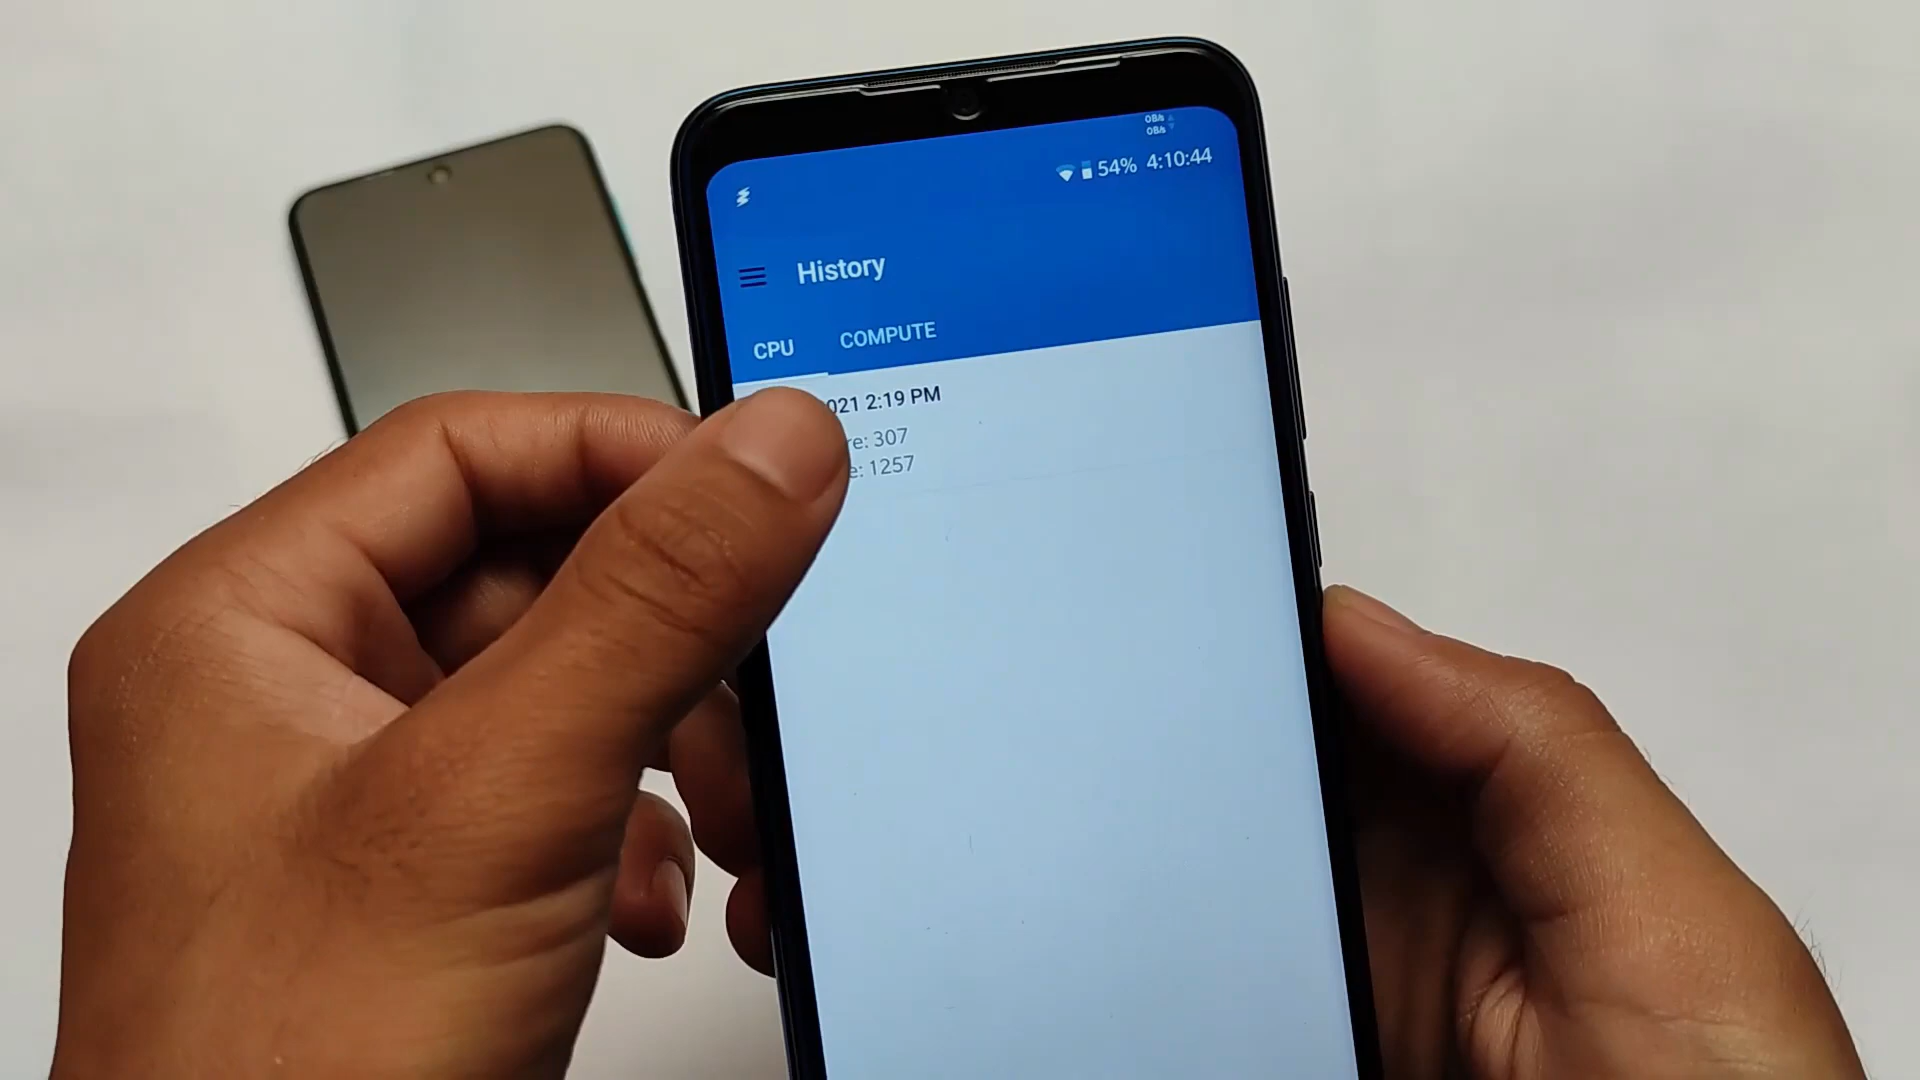 0B/s
0B/s
54% 4:10:44
History
CPU COMPUTE
021 2:19 PM
re: 307
e: 1257